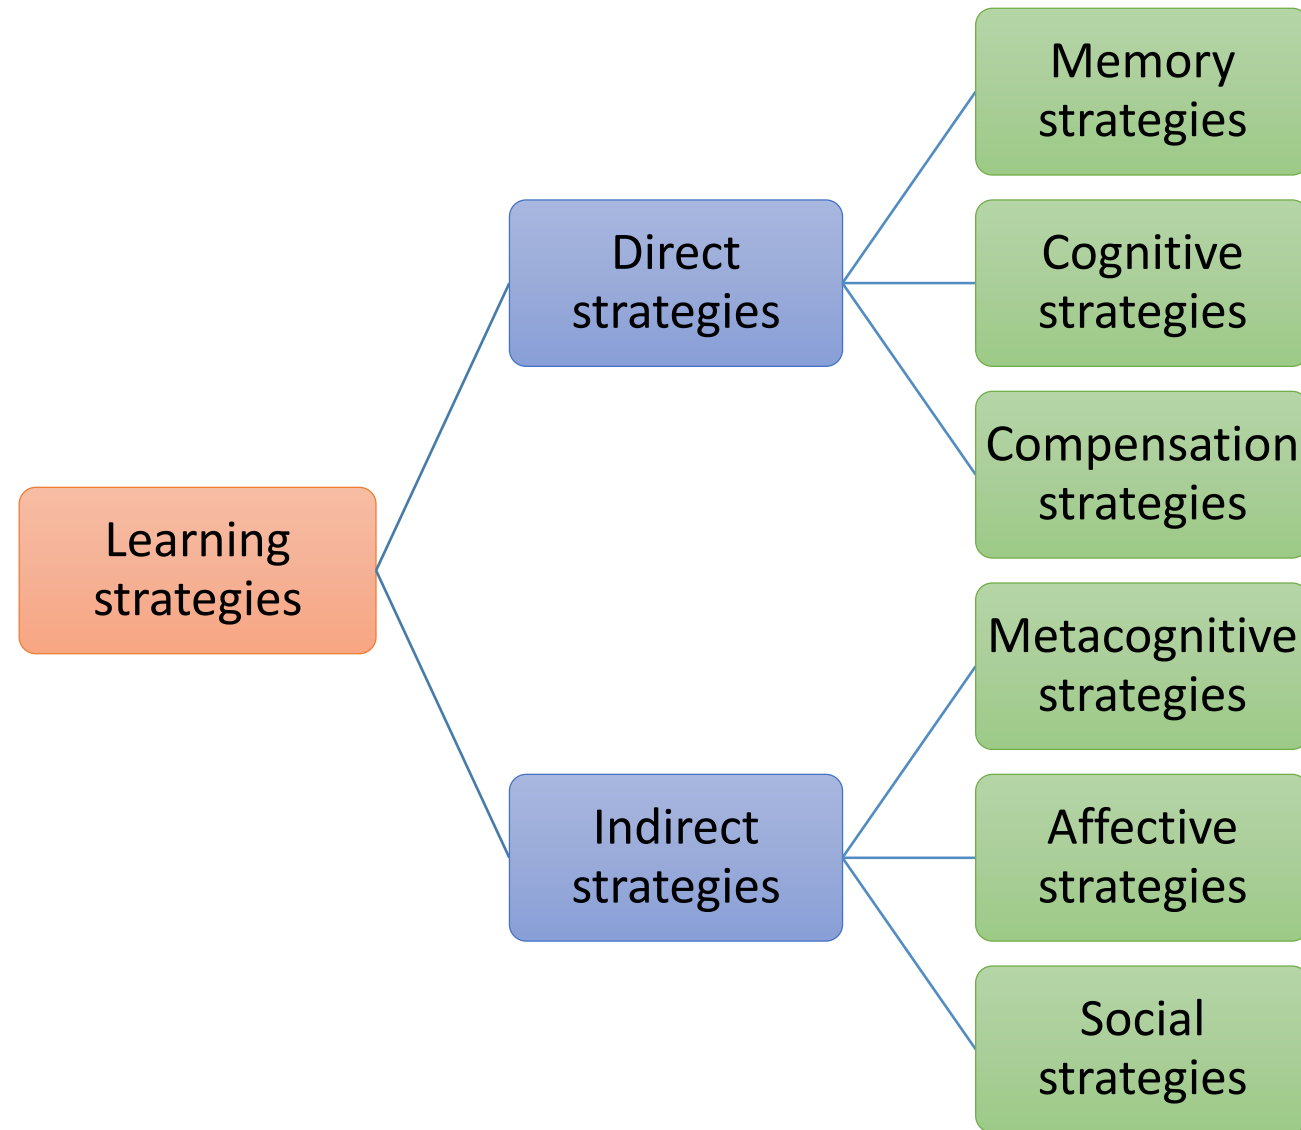 Memory
strategies
Direct
strategies
Cognitive
strategies
Compensation
strategies
Learning
strategies
Metacognitive
strategies
Indirect
strategies
Affective
strategies
Social
strategies